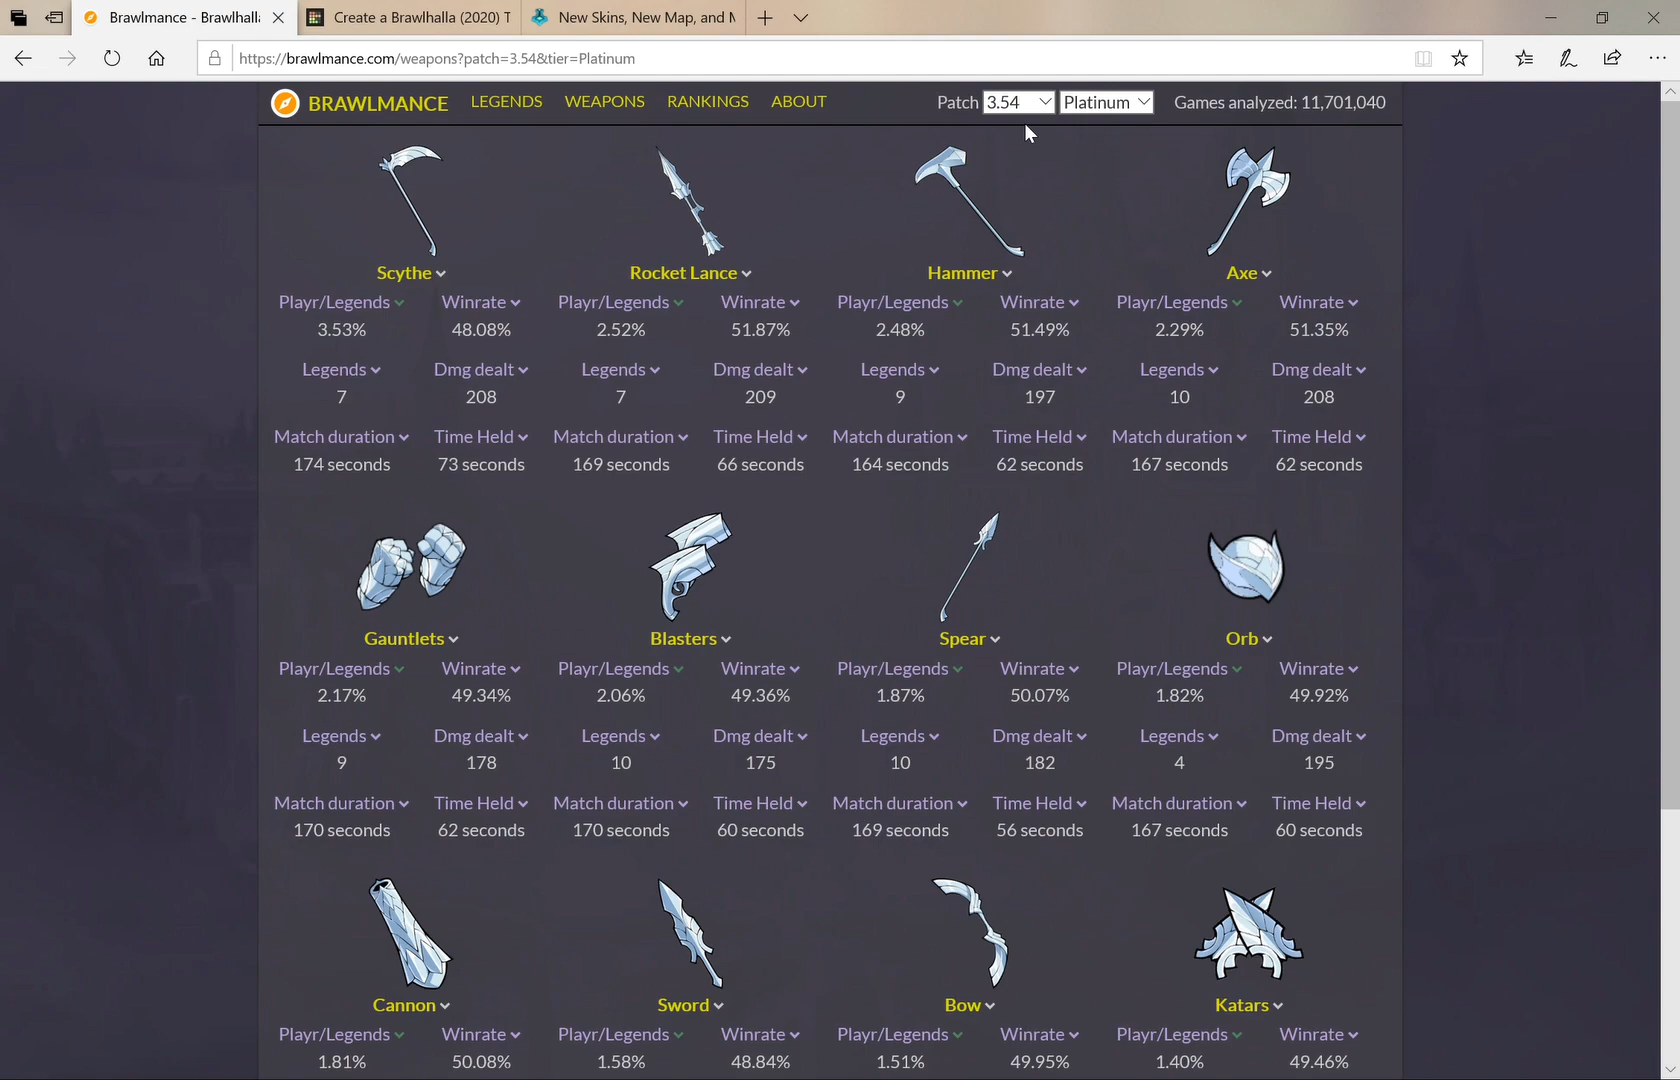 Brawlmance - Brawlhall
Create a Brawlhalla (2020) T
New Skins, New Map, and M
https://brawlmance.com/weapons?patch=3.54&tier=Platinum
BRAWLMANCE LEGENDS WEAPONS RANKINGS ABOUT Patch 3.54 Platinum Games analyzed: 11,701,040
Scythe Rocket Lance Hammer Axe
Playr/Legends Winrate Playr/Legends Winrate Playr/Legends Winrate Playr/Legends Winrate
3.53% 48.08% 2.52% 51.87% 2.48% 51.49% 2.29% 51.35%
Legends Dmg dealt Legends Dmg dealt Legends Dmg dealt Legends Dmg dealt
7 208 7 209 9 197 10 208
Match duration Time Held Match duration Time Held Match duration Time Held Match duration Time Held
174 seconds 73 seconds 169 seconds 66 seconds 164 seconds 62 seconds 167 seconds 62 seconds
Gauntlets Blasters Spear Orb
Playr/Legends Winrate Playr/Legends Winrate Playr/Legends Winrate Playr/Legends Winrate
2.17% 49.34% 2.06% 49.36% 1.87% 50.07% 1.82% 49.92%
Legends Dmg dealt Legends Dmg dealt Legends Dmg dealt Legends Dmg dealt
9 178 10 175 10 182 4 195
Match duration Time Held Match duration Time Held Match duration Time Held Match duration Time Held
170 seconds 62 seconds 170 seconds 60 seconds 169 seconds 56 seconds 167 seconds 60 seconds
Cannon Sword Bow Katars
Playr/Legends Winrate Playr/Legends Winrate Playr/Legends Winrate Playr/Legends Winrate
1.81% 50.08% 1.58% 48.84% 1.51% 49.95% 1.40% 49.46%